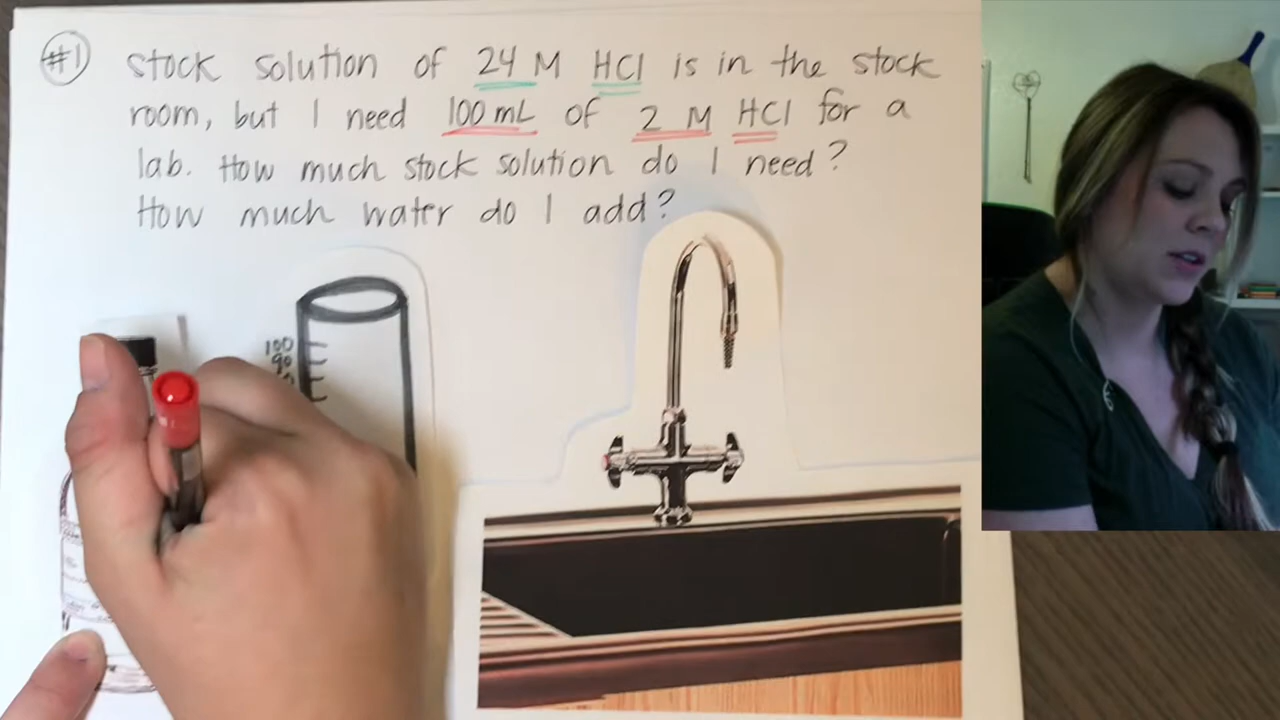 #1 Stock solution of 24 M HCl is in the stock
room, but I need 100 mL of 2 M HCl for a
lab. How much stock solution do I need?
How much water do I add?
100
90